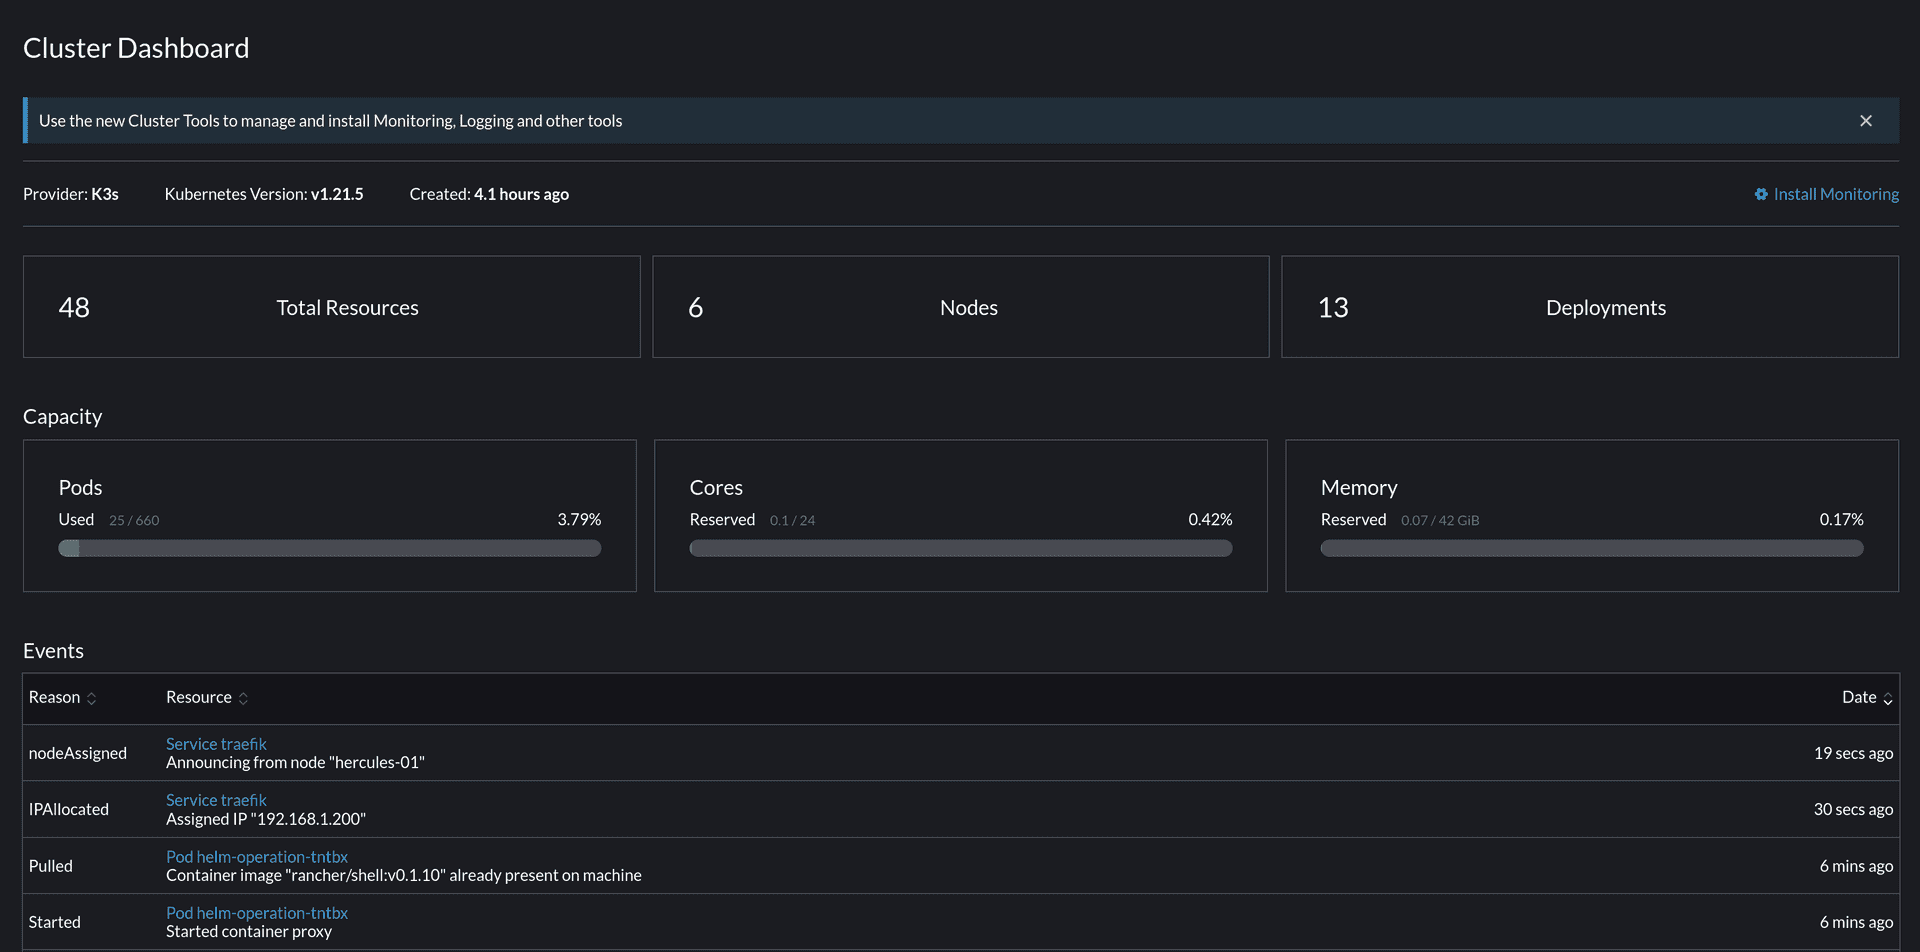 Cluster Dashboard
Use the new Cluster Tools to manage and install Monitoring, Logging and other tools
Provider: K3s Kubernetes Version: v1.21.5 Created: 4.1 hours ago Install Monitoring
48 Total Resources 6 Nodes 13 Deployments
Capacity
Pods Cores Memory
Used 25 / 660 3.79% Reserved 0.1 / 24 0.42% Reserved 0.07 / 42 GiB 0.17%
Events
Reason Resource Date
Service traefik
nodeAssigned Announcing from node "hercules-01" 19 secs ago
Service traefik
IPAllocated Assigned IP "192.168.1.200" 30 secs ago
Pod helm-operation-tntbx
Pulled Container image "rancher/shell:v0.1.10" already present on machine 6 mins ago
Pod helm-operation-tntbx
Started Started container proxy 6 mins ago